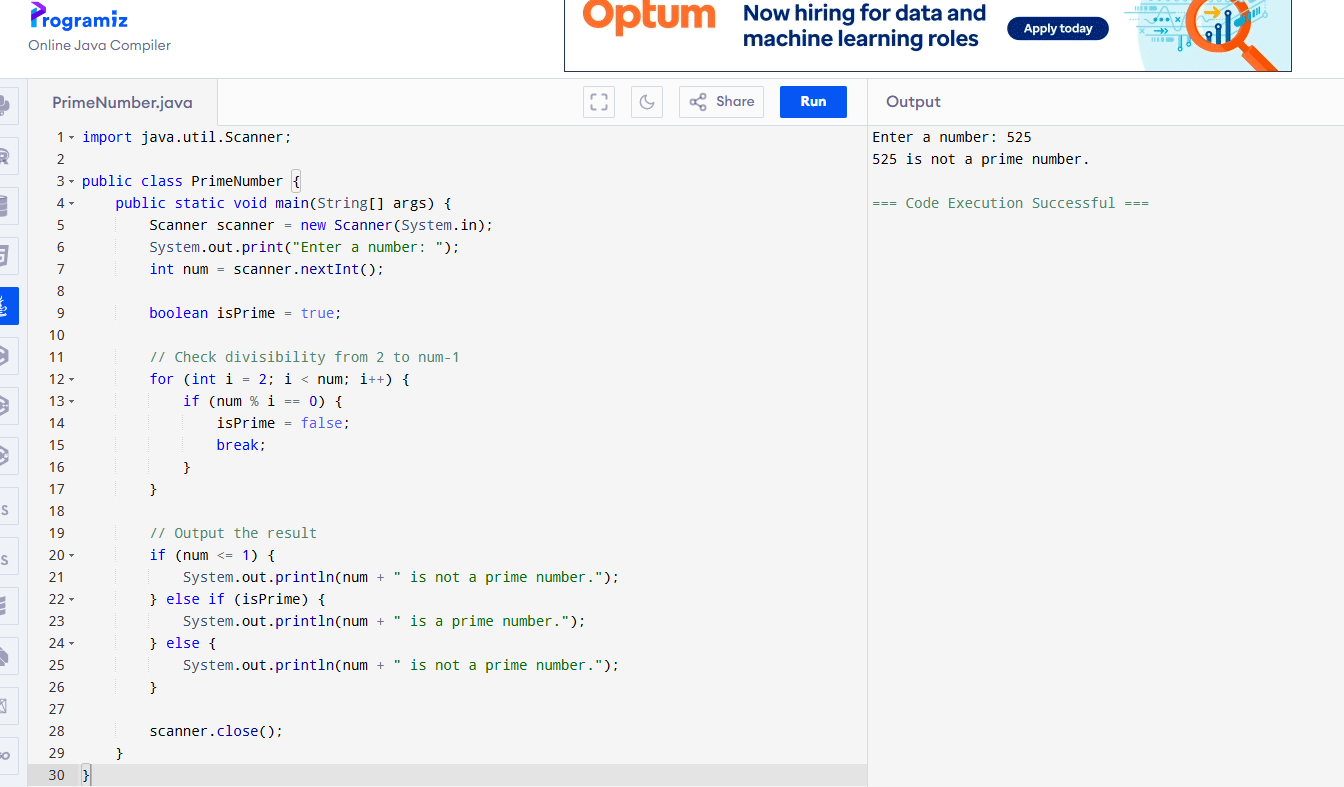 Programiz
Online Java Compiler
Optum
Now hiring for data and
machine learning roles
Apply today
PrimeNumber.java
Share
Run
Output
1 import java.util.Scanner;
2
3 public class PrimeNumber {
4     public static void main(String[] args) {
5         Scanner scanner = new Scanner(System.in);
6         System.out.print("Enter a number: ");
7         int num = scanner.nextInt();
8
9         boolean isPrime = true;
10
11         // Check divisibility from 2 to num-1
12         for (int i = 2; i < num; i++) {
13             if (num % i == 0) {
14                 isPrime = false;
15                 break;
16             }
17         }
18
19         // Output the result
20         if (num <= 1) {
21             System.out.println(num + " is not a prime number.");
22         } else if (isPrime) {
23             System.out.println(num + " is a prime number.");
24         } else {
25             System.out.println(num + " is not a prime number.");
26         }
27
28         scanner.close();
29     }
30 }
Enter a number: 525
525 is not a prime number.
=== Code Execution Successful ===